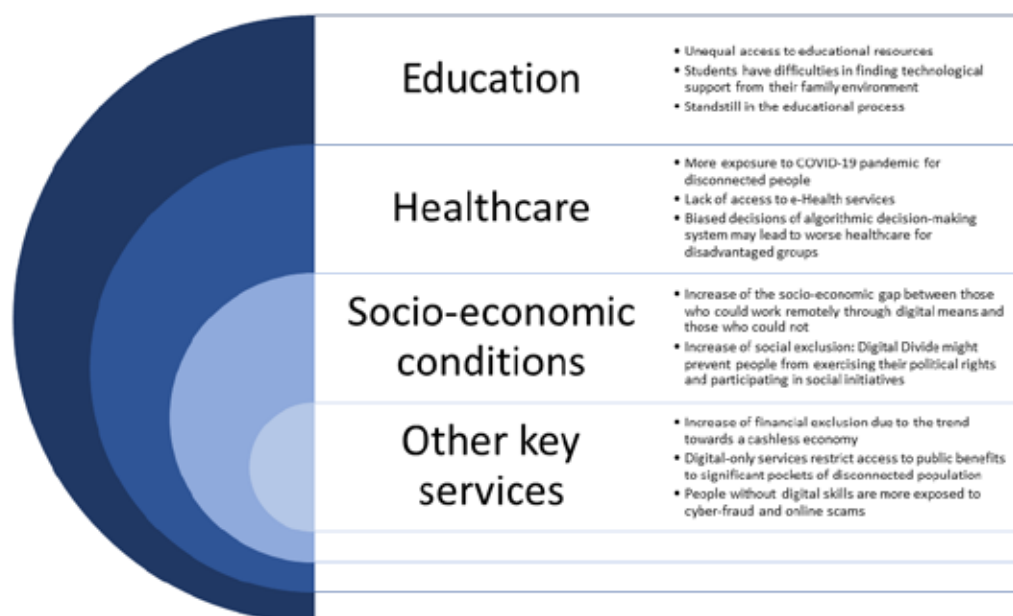 Education
• Unequal access to educational resources
• Students have difficulties in finding technological
support from their family environment
• Standstill in the educational process
Healthcare
• More exposure to COVID-19 pandemic for
disconnected people
• Lack of access to e-Health services
• Biased decisions of algorithmic decision-making
system may lead to worse healthcare for
disadvantaged groups
Socio-economic
conditions
• Increase of the socio-economic gap between those
who could work remotely through digital means and
those who could not
• Increase of social exclusion: Digital Divide might
prevent people from exercising their political rights
and participating in social initiatives
Other key
services
• Increase of financial exclusion due to the trend
towards a cashless economy
• Digital-only services restrict access to public benefits
to significant pockets of disconnected population
• People without digital skills are more exposed to
cyber-fraud and online scams